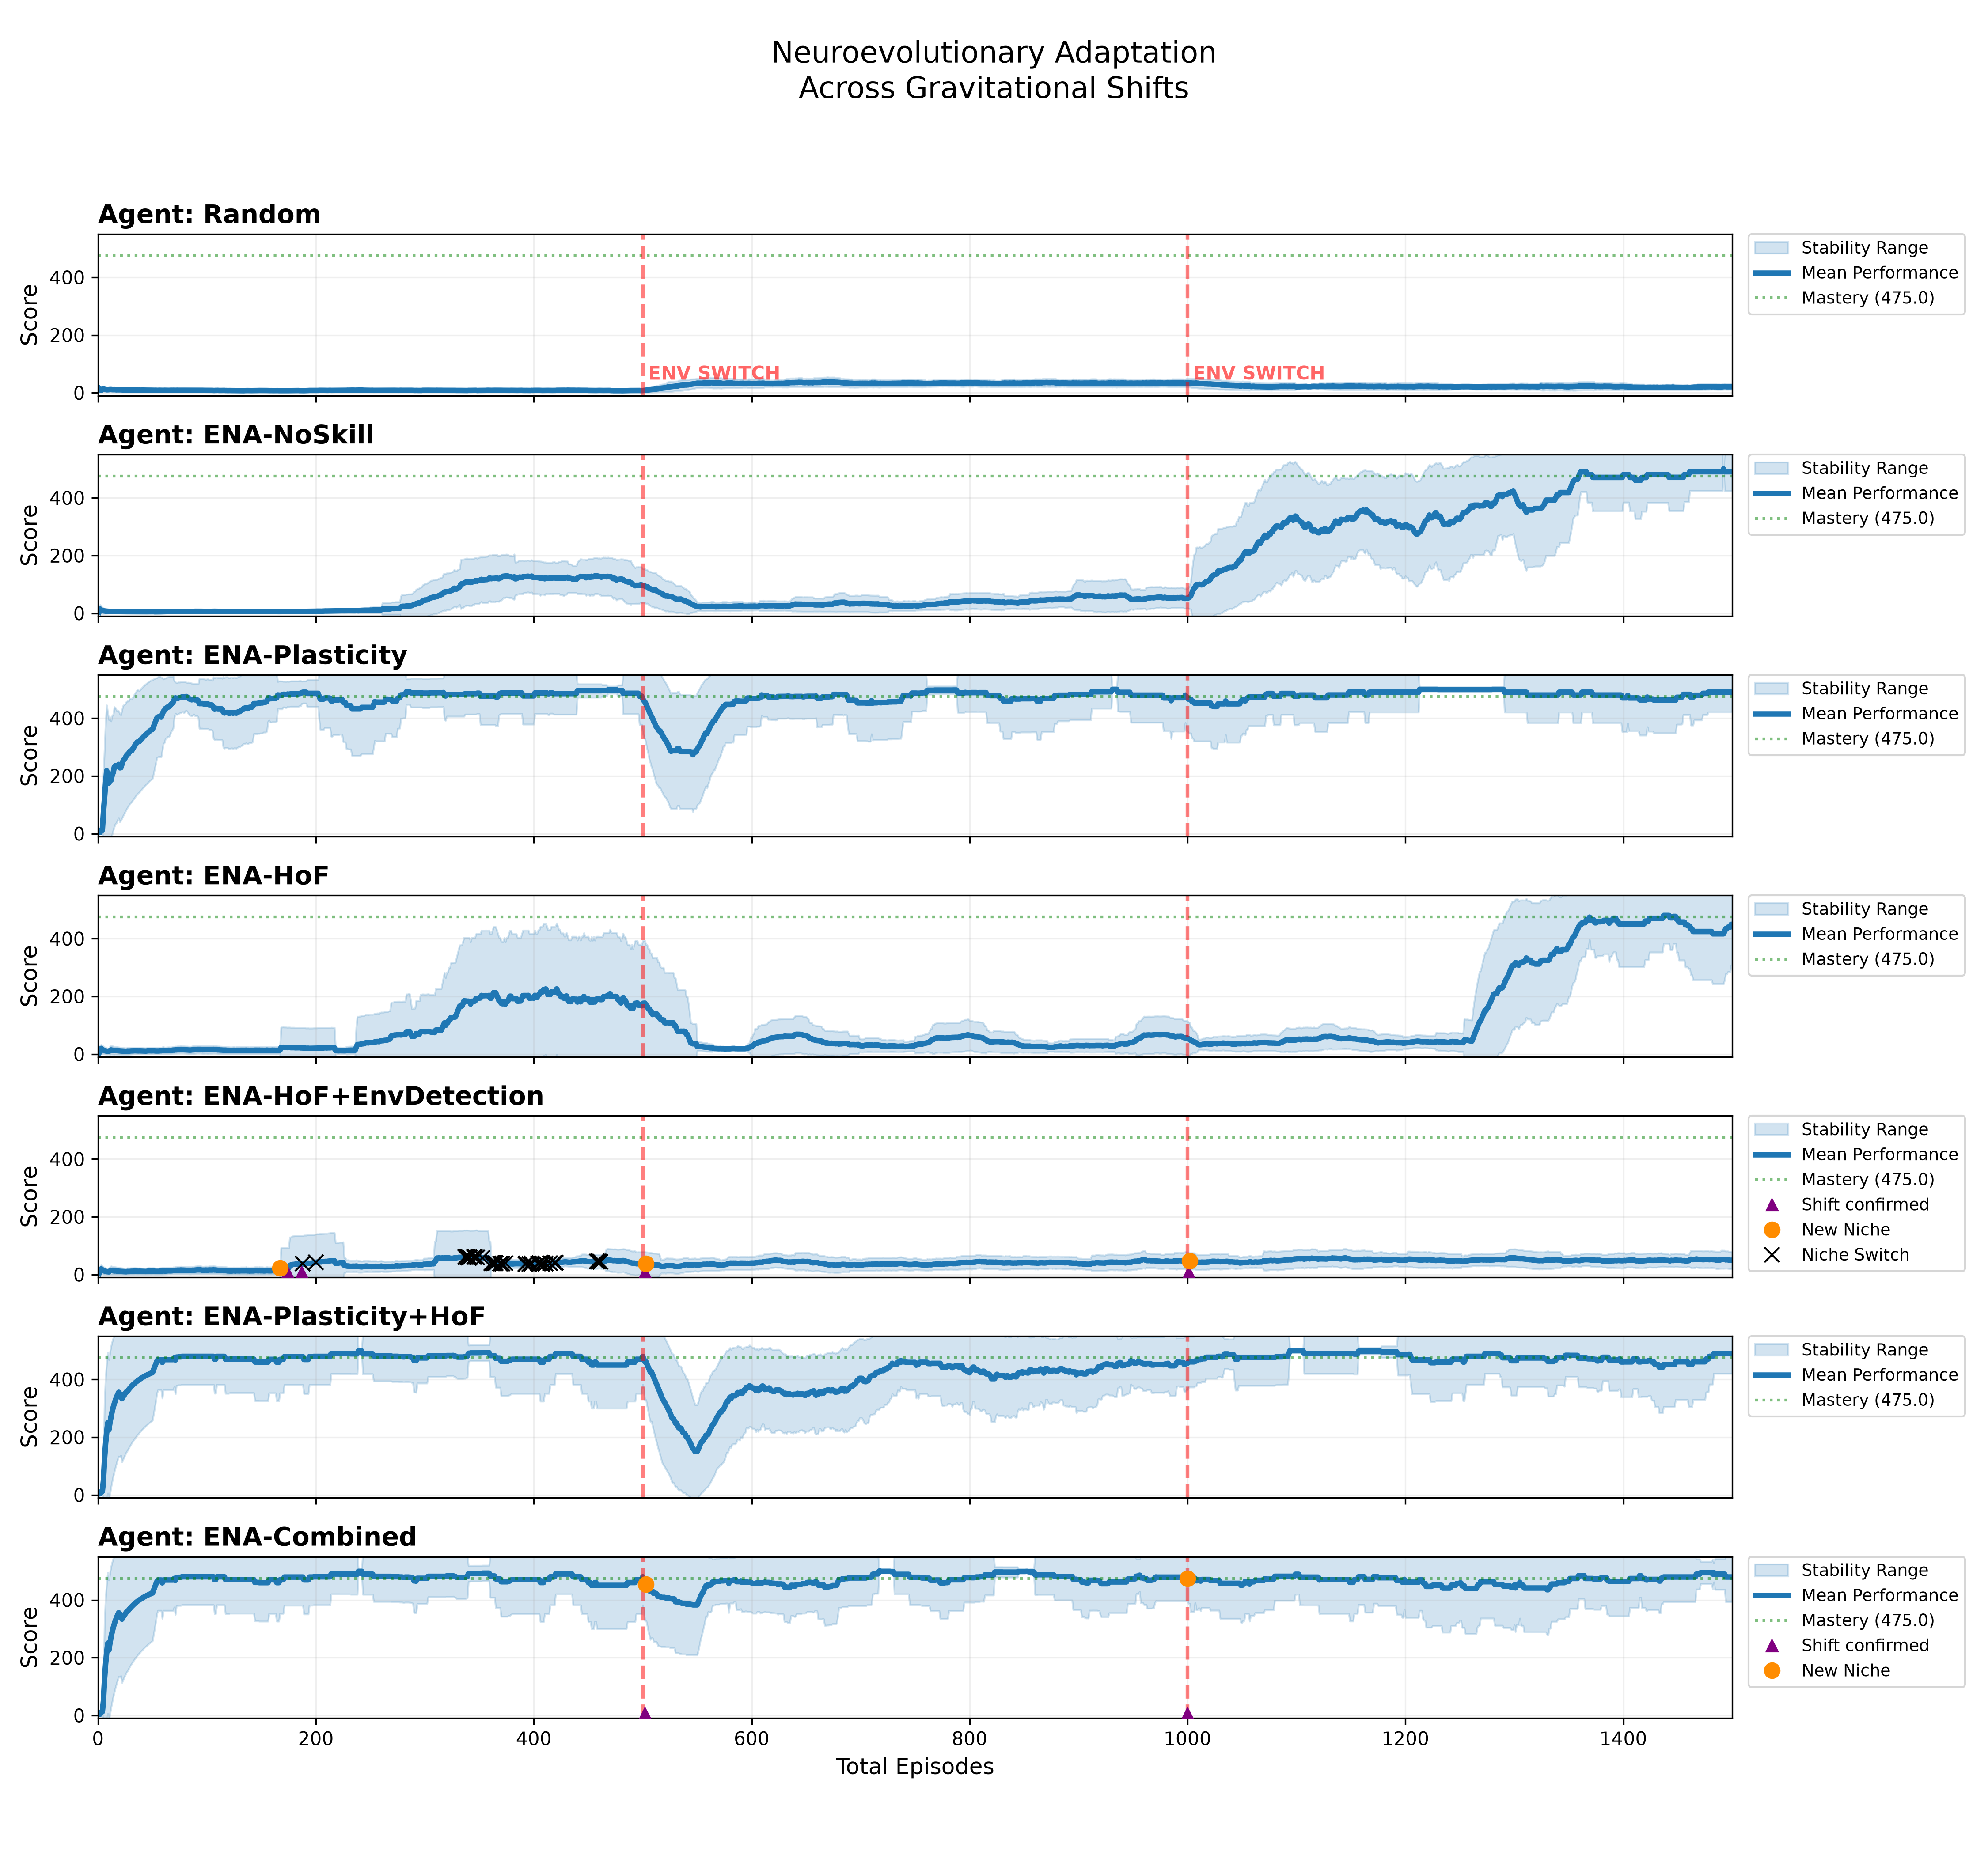 Neuroevolutionary Adaptation
Across Gravitational Shifts
Agent: Random
Score
400
200
0
ENV SWITCH
ENV SWITCH
Stability Range
Mean Performance
Mastery (475.0)
Agent: ENA-NoSkill
Score
400
200
0
Stability Range
Mean Performance
Mastery (475.0)
Agent: ENA-Plasticity
Score
400
200
0
Stability Range
Mean Performance
Mastery (475.0)
Agent: ENA-HoF
Score
400
200
0
Stability Range
Mean Performance
Mastery (475.0)
Agent: ENA-HoF+EnvDetection
Score
400
200
0
Stability Range
Mean Performance
Mastery (475.0)
Shift confirmed
New Niche
Niche Switch
Agent: ENA-Plasticity+HoF
Score
400
200
0
Stability Range
Mean Performance
Mastery (475.0)
Agent: ENA-Combined
Score
400
200
0
Stability Range
Mean Performance
Mastery (475.0)
Shift confirmed
New Niche
0 200 400 600 800 1000 1200 1400
Total Episodes